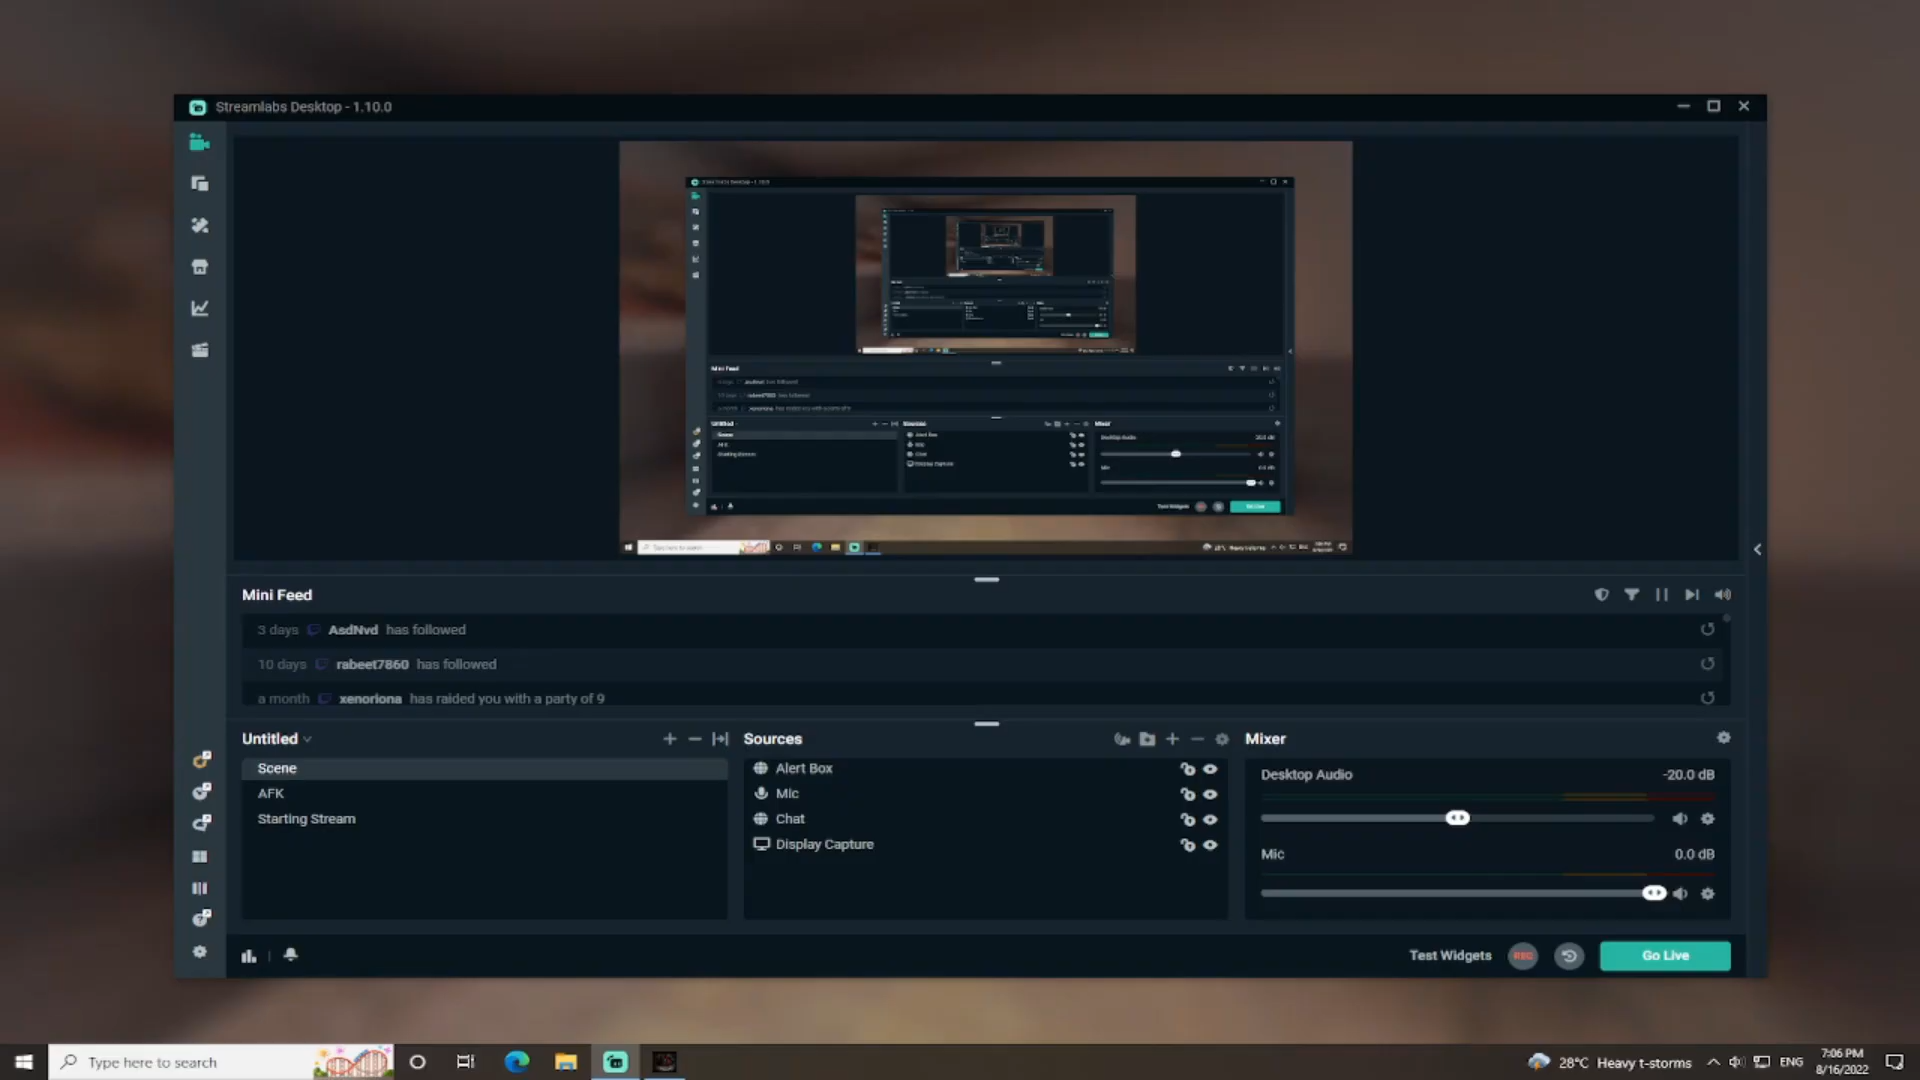 Streamlabs Desktop - 1.10.0
Mini Feed
3 days AsdNvd has followed
10 days rabeet7860 has followed
a month xenoriona has raided you with a party of 9
Untitled
Scene
AFK
Starting Stream
Sources
Alert Box
Mic
Chat
Display Capture
Mixer
Desktop Audio -20.0 dB
Mic 0.0 dB
Test Widgets REC Go Live
Type here to search
28°C Heavy t-storms ENG 7:06 PM
8/16/2022